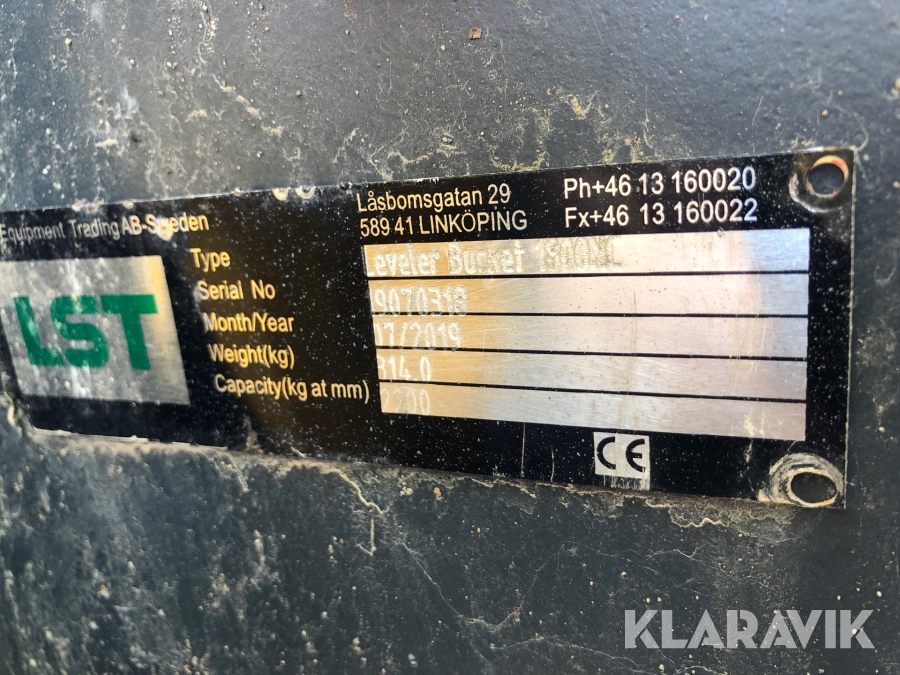 Equipment Trading AB-Sweden
Låsbomsgatan 29
589 41 LINKÖPING
Ph+46 13 160020
Fx+46 13 160022
LST
Type Leveler Bucket
Serial No 19070318
Month/Year 07/2019
Weight(kg) 814.0
Capacity(kg at mm)
CE
KLARAVIK